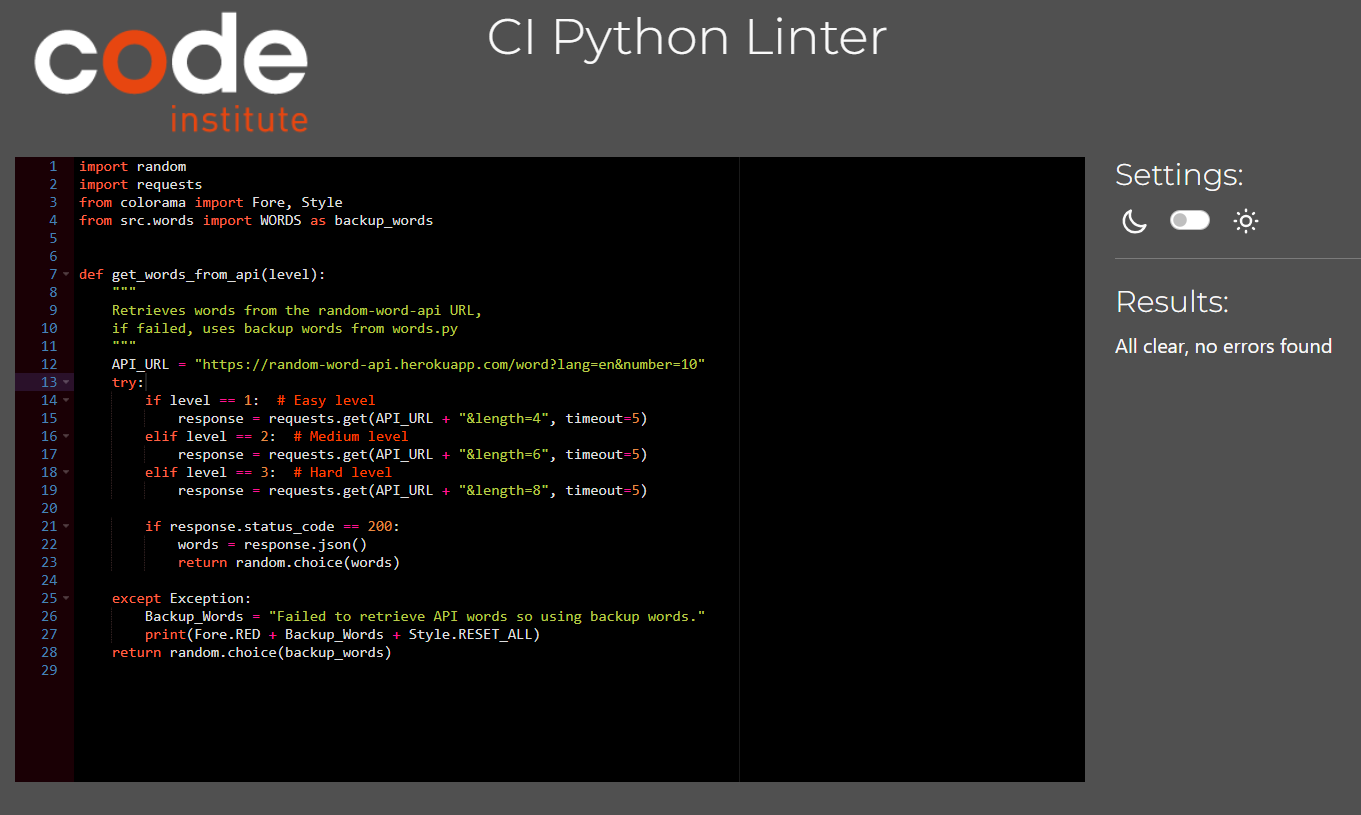 code
institute
CI Python Linter
1 import random
2 import requests
3 from colorama import Fore, Style
4 from src.words import WORDS as backup_words
5
6
7 def get_words_from_api(level):
8     """
9     Retrieves words from the random-word-api URL,
10     if failed, uses backup words from words.py
11     """
12     API_URL = "https://random-word-api.herokuapp.com/word?lang=en&number=10"
13     try:
14         if level == 1:  # Easy level
15             response = requests.get(API_URL + "&length=4", timeout=5)
16         elif level == 2:  # Medium level
17             response = requests.get(API_URL + "&length=6", timeout=5)
18         elif level == 3:  # Hard level
19             response = requests.get(API_URL + "&length=8", timeout=5)
20
21         if response.status_code == 200:
22             words = response.json()
23             return random.choice(words)
24
25     except Exception:
26         Backup_Words = "Failed to retrieve API words so using backup words."
27         print(Fore.RED + Backup_Words + Style.RESET_ALL)
28     return random.choice(backup_words)
29
Settings:
Results:
All clear, no errors found